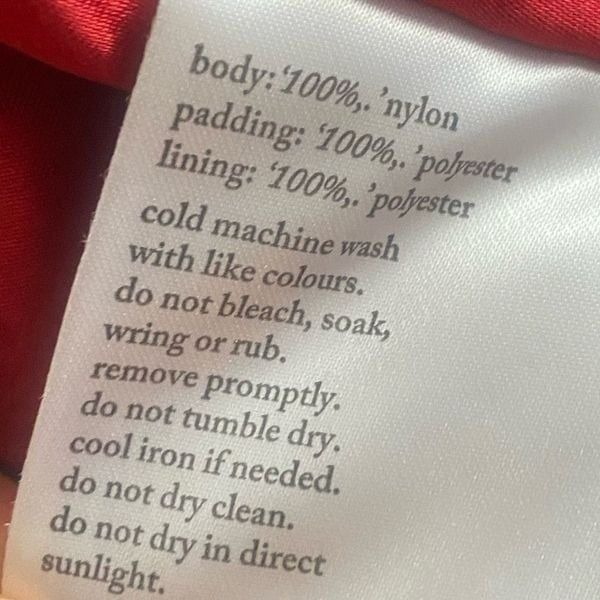 body: ‘100%,. ’nylon
padding: ‘100%,. ’polyester
lining: ‘100%,. ’polyester
cold machine wash
with like colours.
do not bleach, soak,
wring or rub.
remove promptly.
do not tumble dry.
cool iron if needed.
do not dry clean.
do not dry in direct
sunlight.